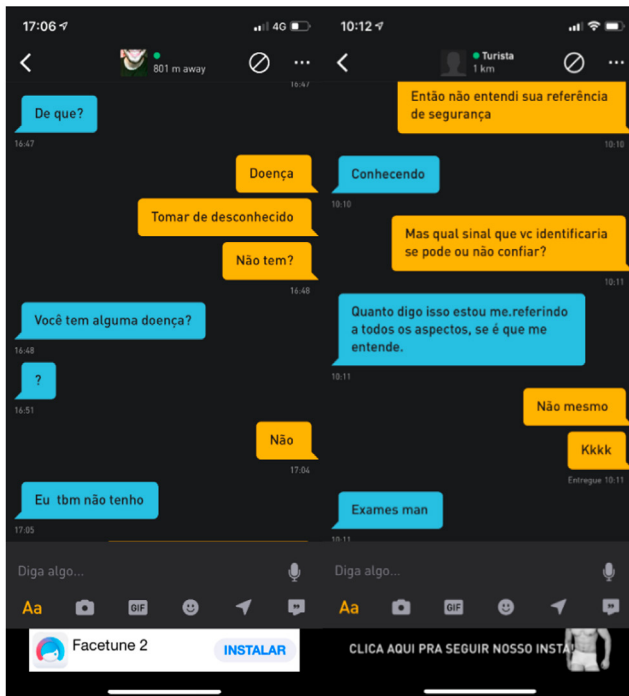 17:06
4G
801 m away
16:47
De que?
16:47
Doença
Tomar de desconhecido
Não tem?
16:48
Você tem alguma doença?
16:48
?
16:51
Não
17:04
Eu tbm não tenho
17:05
Diga algo...
Aa
GIF
Facetune 2
INSTALAR
10:12
Turista
1 km
Então não entendi sua referência
de segurança
10:10
Conhecendo
10:10
Mas qual sinal que vc identificaria
se pode ou não confiar?
10:11
Quanto digo isso estou me.referindo
a todos os aspectos, se é que me
entende.
10:11
Não mesmo
Kkkk
Entregue 10:11
Exames man
10:11
Diga algo...
Aa
GIF
CLICA AQUI PRA SEGUIR NOSSO INSTA!